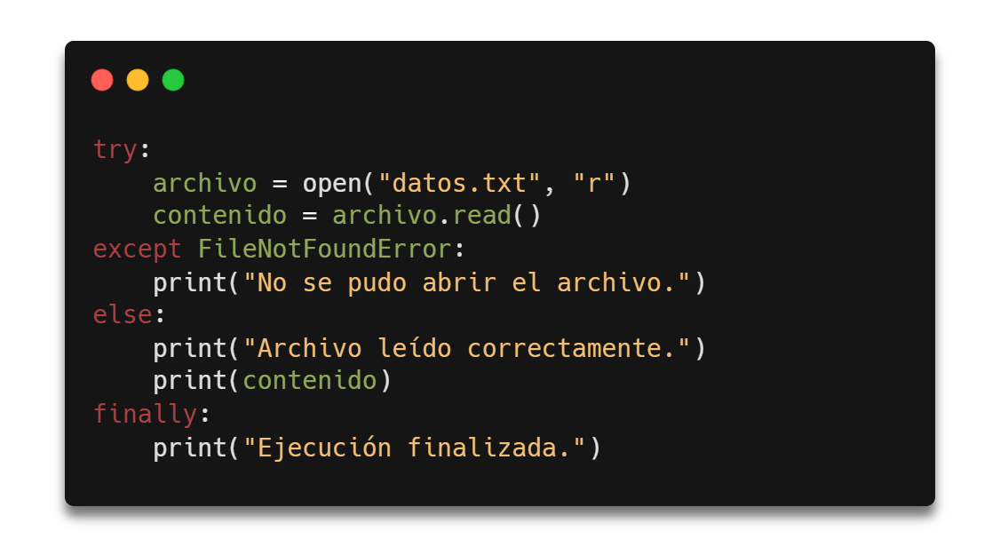 try:
    archivo = open("datos.txt", "r")
    contenido = archivo.read()
except FileNotFoundError:
    print("No se pudo abrir el archivo.")
else:
    print("Archivo leído correctamente.")
    print(contenido)
finally:
    print("Ejecución finalizada.")